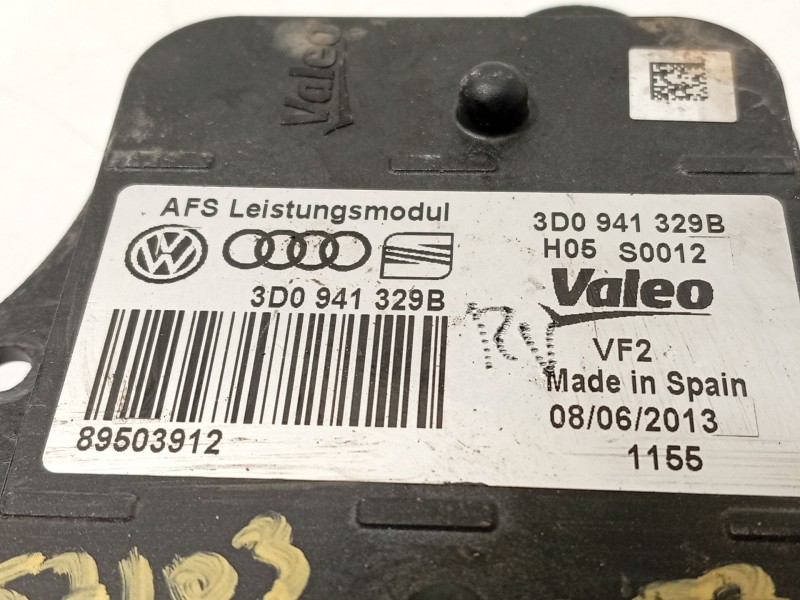 Valeo
AFS Leistungsmodul
3D0 941 329B
89503912
3D0 941 329B
H05 S0012
Valeo
VF2
Made in Spain
08/06/2013
1155